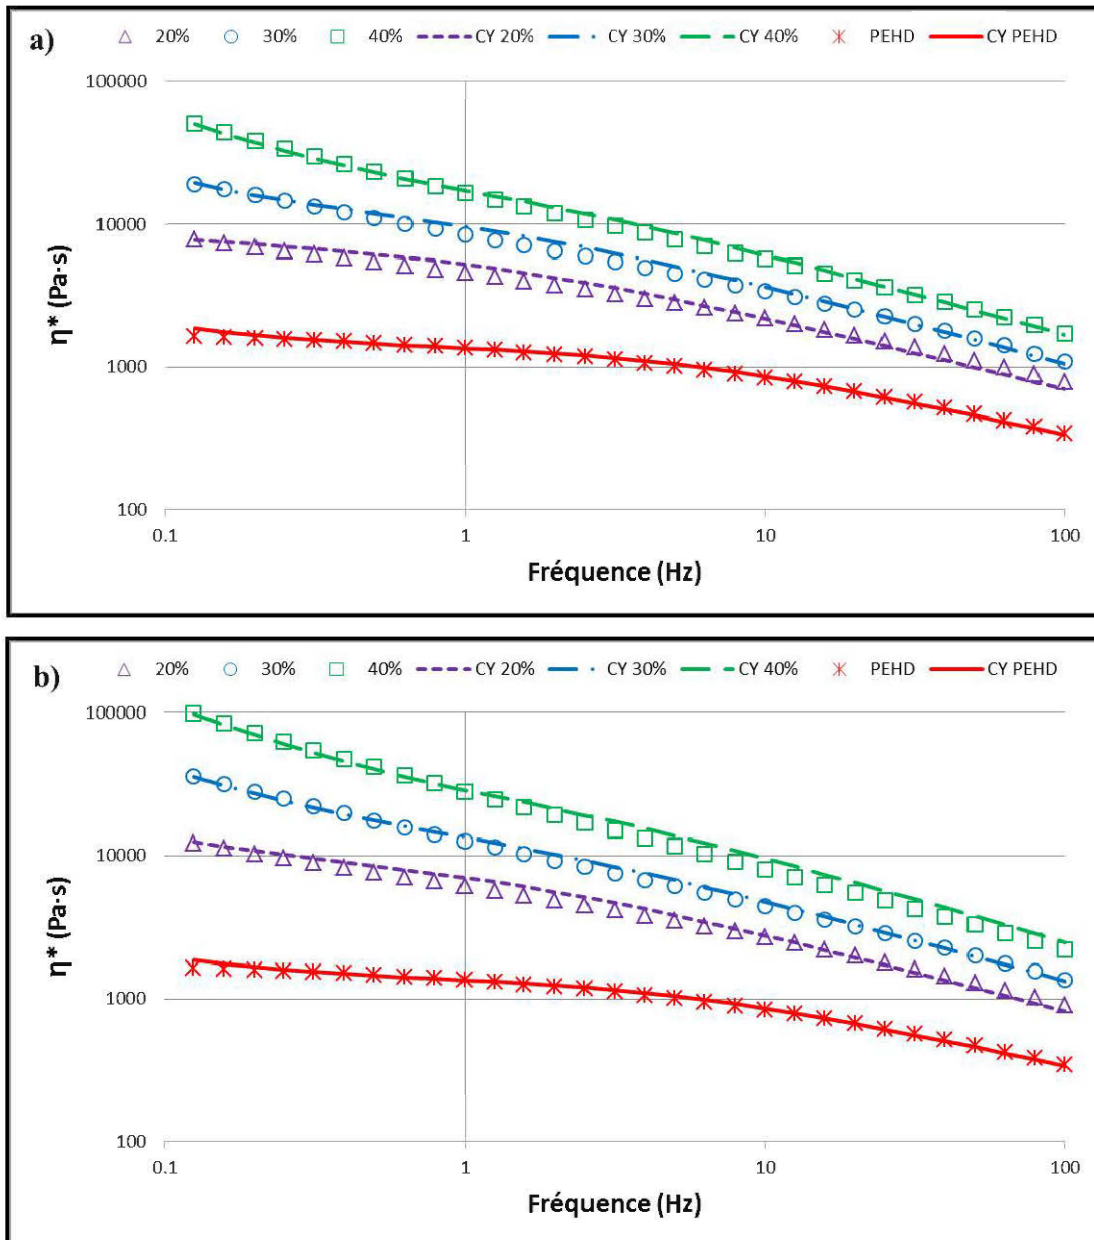 a) 20% 30% 40% CY 20% CY 30% CY 40% PEHD CY PEHD
100000
10000
1000
100
η* (Pa·s)
0.1 1 10 100
Fréquence (Hz)
b) 20% 30% 40% CY 20% CY 30% CY 40% PEHD CY PEHD
100000
10000
1000
100
η* (Pa·s)
0.1 1 10 100
Fréquence (Hz)